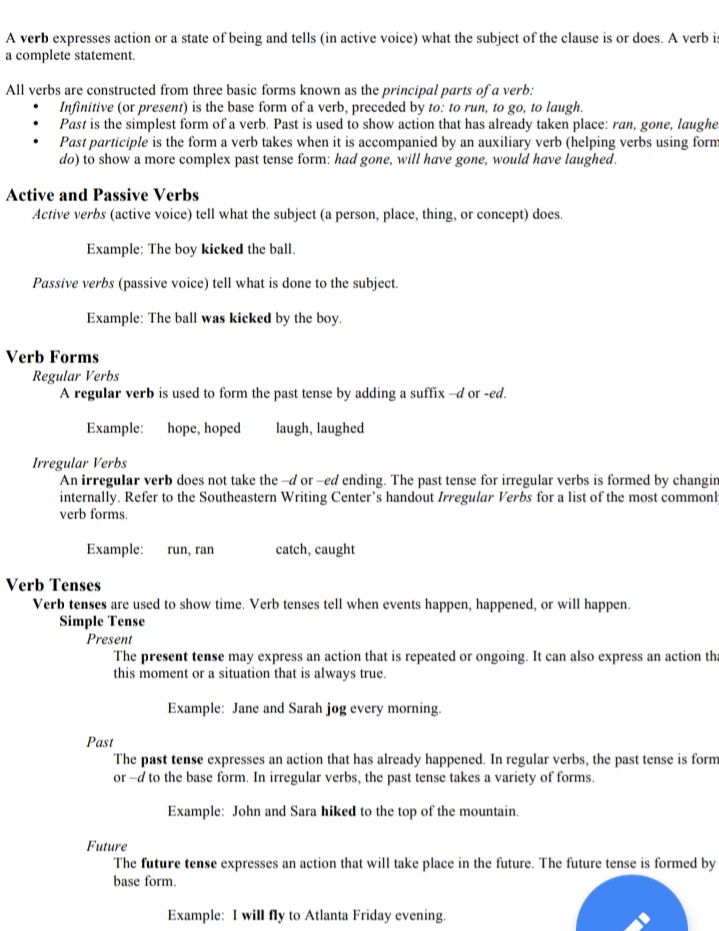 A verb expresses action or a state of being and tells (in active voice) what the subject of the clause is or does. A verb is
a complete statement.
All verbs are constructed from three basic forms known as the principal parts of a verb:
• Infinitive (or present) is the base form of a verb, preceded by to: to run, to go, to laugh.
• Past is the simplest form of a verb. Past is used to show action that has already taken place: ran, gone, laughe
• Past participle is the form a verb takes when it is accompanied by an auxiliary verb (helping verbs using form
do) to show a more complex past tense form: had gone, will have gone, would have laughed.
Active and Passive Verbs
Active verbs (active voice) tell what the subject (a person, place, thing, or concept) does.
Example: The boy kicked the ball.
Passive verbs (passive voice) tell what is done to the subject.
Example: The ball was kicked by the boy.
Verb Forms
Regular Verbs
A regular verb is used to form the past tense by adding a suffix –d or -ed.
Example: hope, hoped laugh, laughed
Irregular Verbs
An irregular verb does not take the –d or –ed ending. The past tense for irregular verbs is formed by changin
internally. Refer to the Southeastern Writing Center's handout Irregular Verbs for a list of the most commonl
verb forms.
Example: run, ran catch, caught
Verb Tenses
Verb tenses are used to show time. Verb tenses tell when events happen, happened, or will happen.
Simple Tense
Present
The present tense may express an action that is repeated or ongoing. It can also express an action tha
this moment or a situation that is always true.
Example: Jane and Sarah jog every morning.
Past
The past tense expresses an action that has already happened. In regular verbs, the past tense is form
or –d to the base form. In irregular verbs, the past tense takes a variety of forms.
Example: John and Sara hiked to the top of the mountain.
Future
The future tense expresses an action that will take place in the future. The future tense is formed by
base form.
Example: I will fly to Atlanta Friday evening.